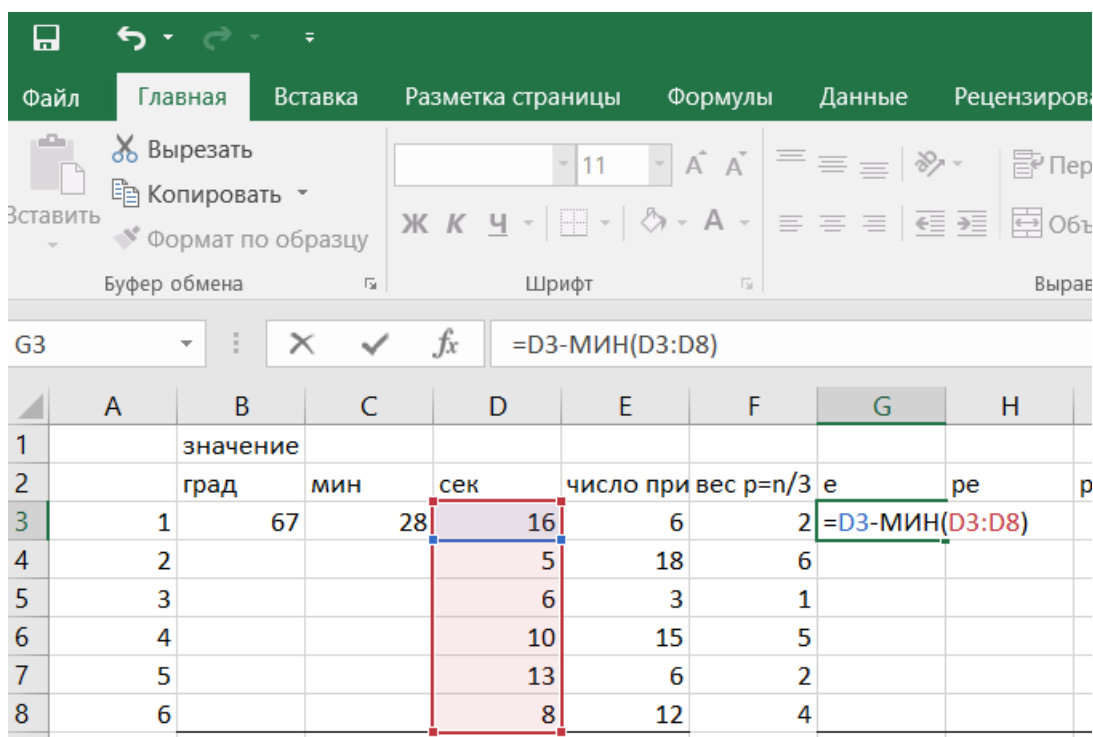 Файл Главная Вставка Разметка страницы Формулы Данные Рецензирова
Вставить
Вырезать
Копировать
Формат по образцу
Буфер обмена
11
А А
Ж К Ч А
Шрифт
Пер
Объ
Вырав
G3 fx =D3-МИН(D3:D8)
A B C D E F G H
1 значение
2 град мин сек число при вес p=n/3 е ре р
3 1 67 28 16 6 2 =D3-МИН(D3:D8)
4 2 5 18 6
5 3 6 3 1
6 4 10 15 5
7 5 13 6 2
8 6 8 12 4